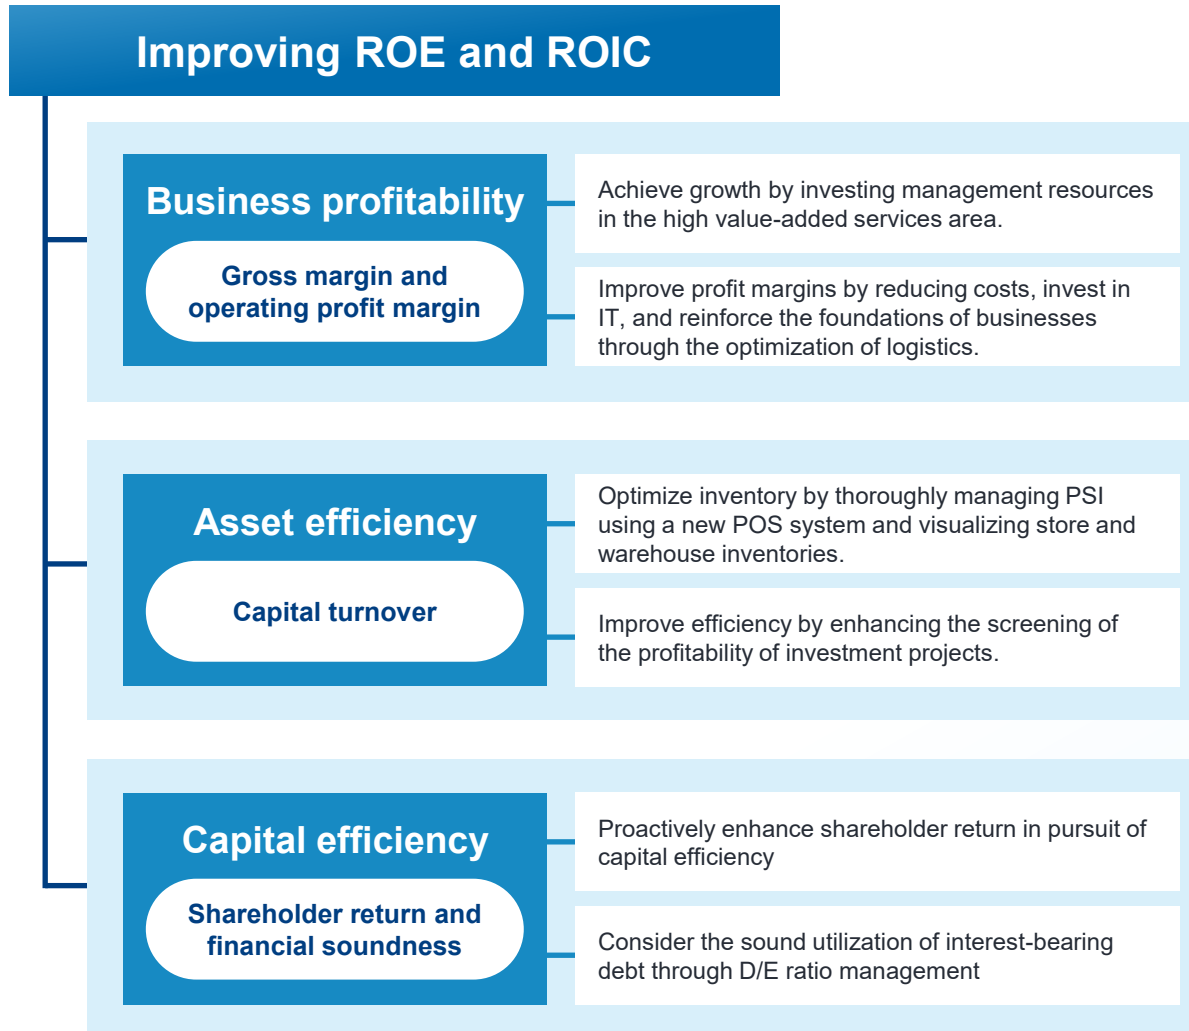 Improving ROE and ROIC
Business profitability
Gross margin and
operating profit margin
Achieve growth by investing management resources
in the high value-added services area.
Improve profit margins by reducing costs, invest in
IT, and reinforce the foundations of businesses
through the optimization of logistics.
Asset efficiency
Capital turnover
Optimize inventory by thoroughly managing PSI
using a new POS system and visualizing store and
warehouse inventories.
Improve efficiency by enhancing the screening of
the profitability of investment projects.
Capital efficiency
Shareholder return and
financial soundness
Proactively enhance shareholder return in pursuit of
capital efficiency
Consider the sound utilization of interest-bearing
debt through D/E ratio management